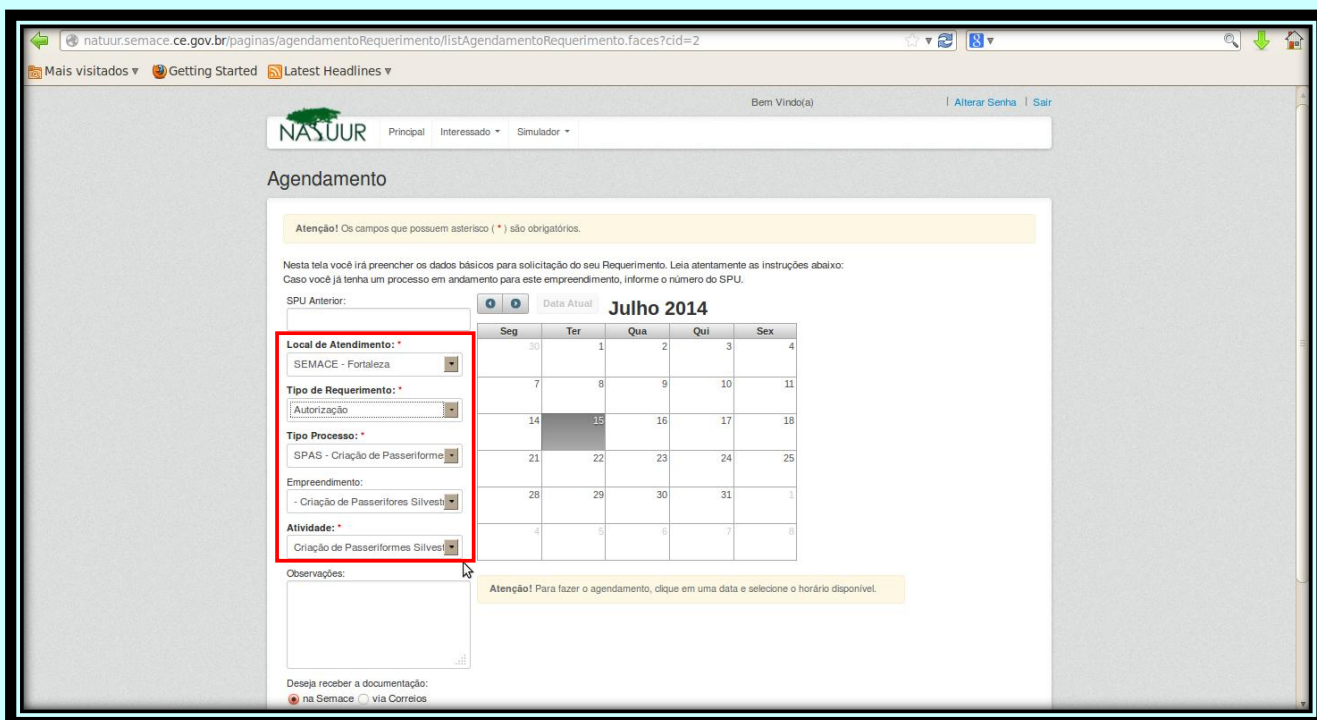 natuur.semace.ce.gov.br/paginas/agendamentoRequerimento/listAgendamentoRequerimento.faces?cid=2
Mais visitados Getting Started Latest Headlines
Bem Vindo(a) | Alterar Senha | Sair
NATUUR Principal Interessado Simulador
Agendamento
Atenção! Os campos que possuem asterisco ( * ) são obrigatórios.
Nesta tela você irá preencher os dados básicos para solicitação do seu Requerimento. Leia atentamente as instruções abaixo:
Caso você já tenha um processo em andamento para este empreendimento, informe o número do SPU.
SPU Anterior:
Local de Atendimento: *
SEMACE - Fortaleza
Tipo de Requerimento: *
Autorização
Tipo Processo: *
SPAS - Criação de Passeriforme
Empreendimento:
- Criação de Passerifores Silvestr
Atividade: *
Criação de Passeriformes Silvest
Observações:
Deseja receber a documentação:
na Semace via Correios
Data Atual Julho 2014
Seg Ter Qua Qui Sex
30 1 2 3 4
7 8 9 10 11
14 15 16 17 18
21 22 23 24 25
28 29 30 31 1
4 5 6 7 8
Atenção! Para fazer o agendamento, clique em uma data e selecione o horário disponível.